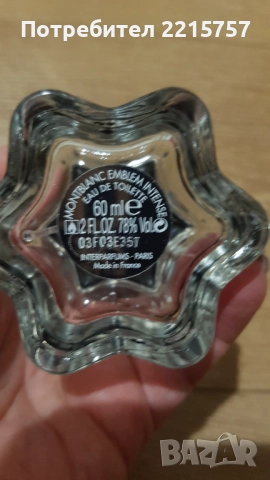 Потребител 2215757
MONTBLANC EMBLEM INTENSE
EAU DE TOILETTE
60 ml e
2 FL.OZ. 78% Vol.
03F03E35T
INTERPARFUMS - PARIS
Made in France
BAZAR